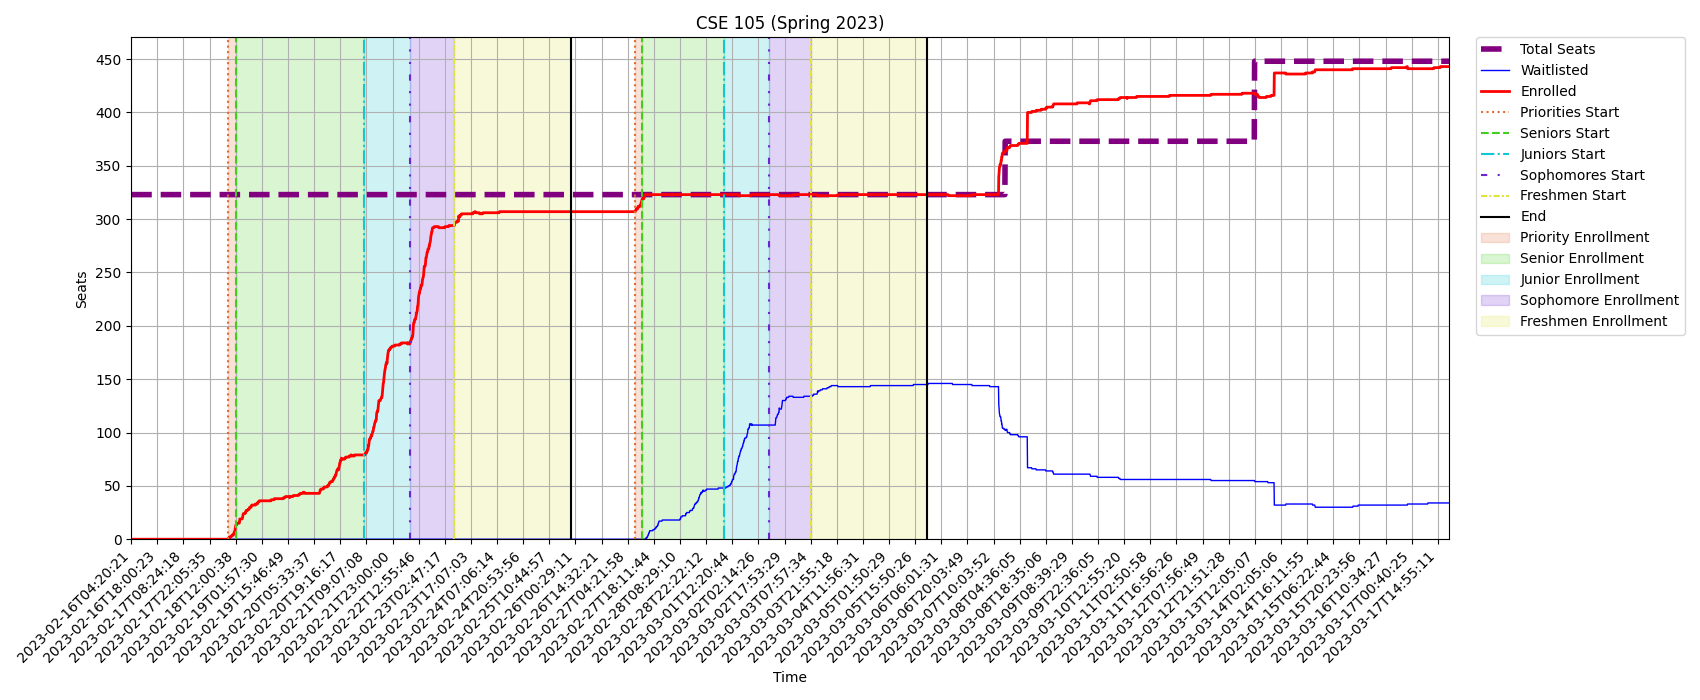 CSE 105 (Spring 2023)
Seats
450
400
350
300
250
200
150
100
50
0
2023-02-16T04:20:21
2023-02-16T18:00:23
2023-02-17T08:24:18
2023-02-17T22:05:35
2023-02-18T12:00:38
2023-02-19T01:57:30
2023-02-19T15:46:49
2023-02-20T05:33:37
2023-02-20T19:16:17
2023-02-21T09:07:08
2023-02-21T23:00:00
2023-02-22T12:55:46
2023-02-23T02:47:17
2023-02-23T17:07:03
2023-02-24T07:06:14
2023-02-24T20:53:56
2023-02-25T10:44:57
2023-02-26T00:29:11
2023-02-26T14:32:21
2023-02-27T04:21:58
2023-02-27T18:11:44
2023-02-28T08:29:10
2023-02-28T22:22:12
2023-03-01T12:20:44
2023-03-02T02:14:26
2023-03-02T17:53:29
2023-03-03T07:57:34
2023-03-03T21:55:18
2023-03-04T11:56:31
2023-03-05T01:50:29
2023-03-05T15:50:26
2023-03-06T06:01:31
2023-03-06T20:03:49
2023-03-07T10:03:52
2023-03-08T04:36:05
2023-03-08T18:35:06
2023-03-09T08:39:29
2023-03-09T22:36:05
2023-03-10T12:55:20
2023-03-11T02:50:58
2023-03-11T16:56:26
2023-03-12T07:56:49
2023-03-12T21:51:28
2023-03-13T12:05:07
2023-03-14T02:05:06
2023-03-14T16:11:55
2023-03-15T06:22:44
2023-03-15T20:23:56
2023-03-16T10:34:27
2023-03-17T00:40:25
2023-03-17T14:55:11
Time
Total Seats
Waitlisted
Enrolled
Priorities Start
Seniors Start
Juniors Start
Sophomores Start
Freshmen Start
End
Priority Enrollment
Senior Enrollment
Junior Enrollment
Sophomore Enrollment
Freshmen Enrollment